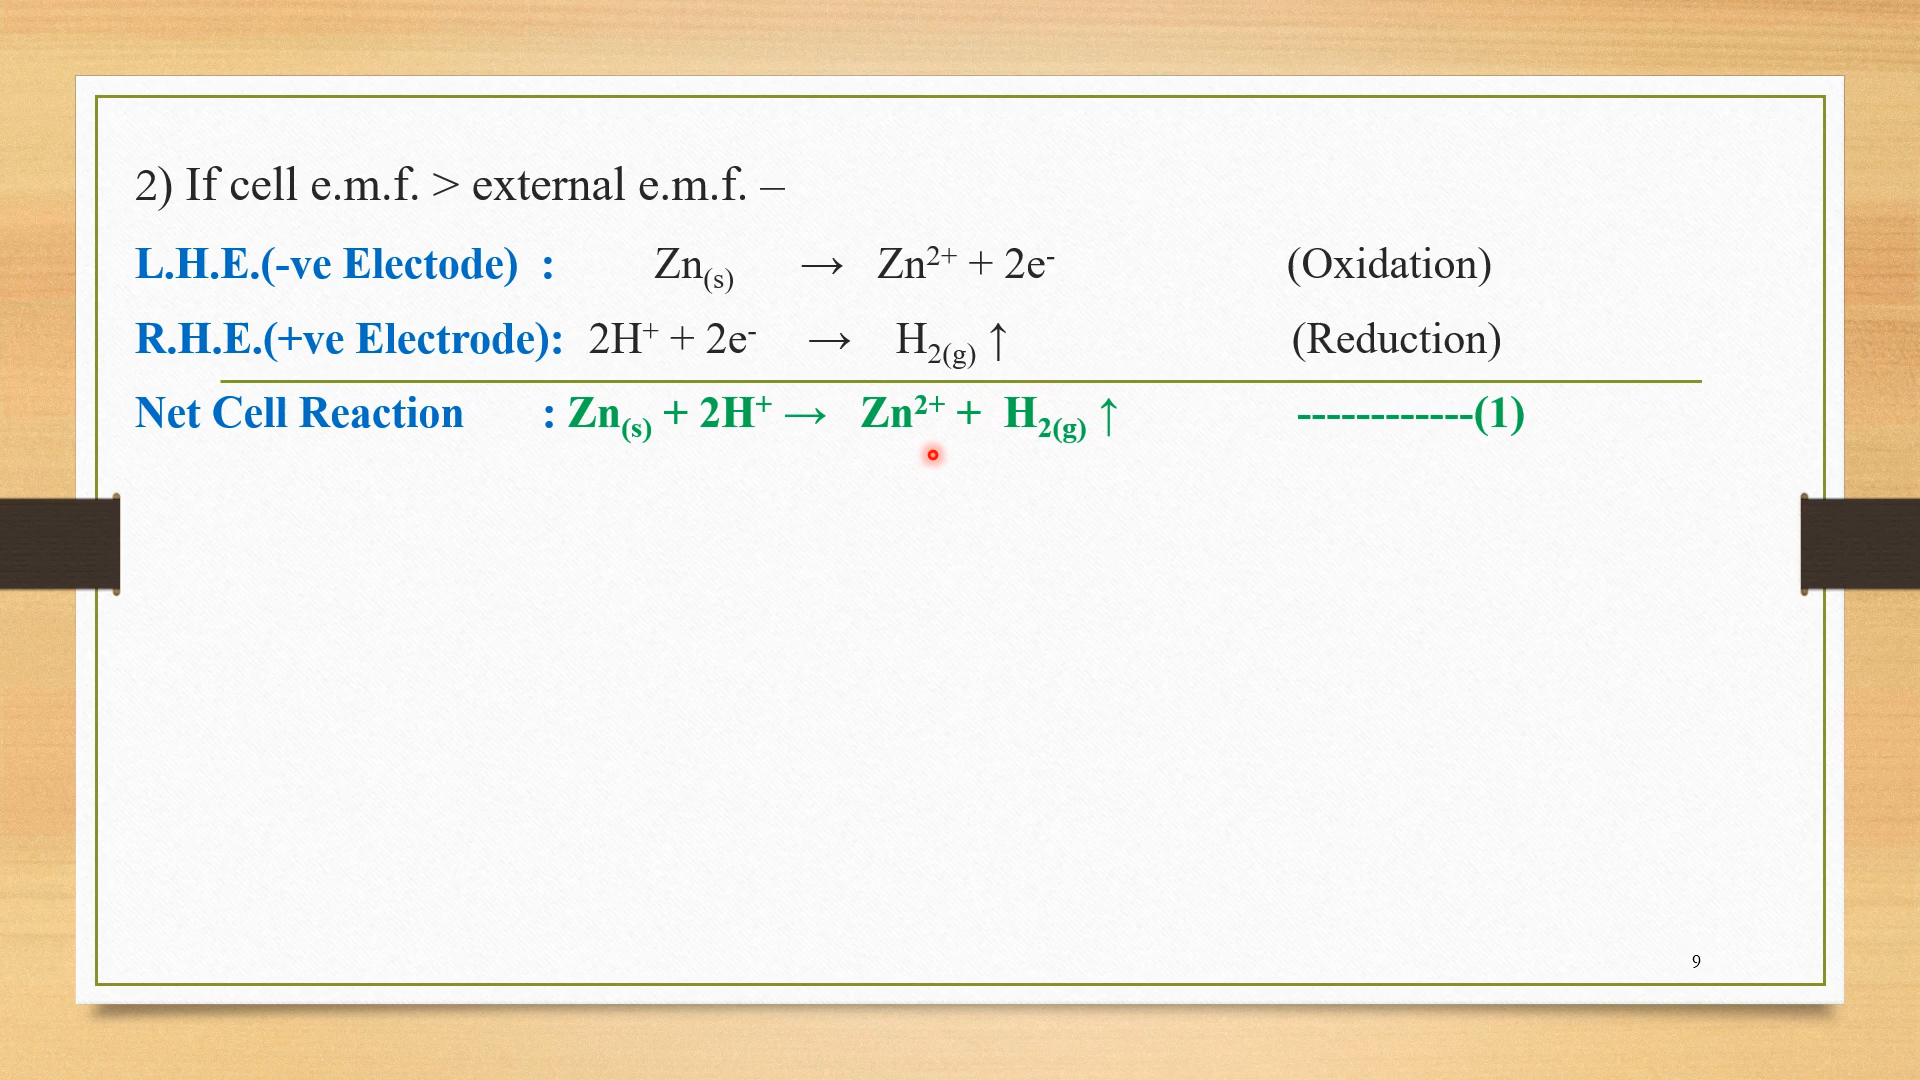 2) If cell e.m.f. > external e.m.f. –
L.H.E.(-ve Electode) : Zn(s) → Zn²⁺ + 2e⁻ (Oxidation)
R.H.E.(+ve Electrode): 2H⁺ + 2e⁻ → H₂(g) ↑ (Reduction)
Net Cell Reaction : Zn(s) + 2H⁺ → Zn²⁺ + H₂(g) ↑ ------------(1)
9